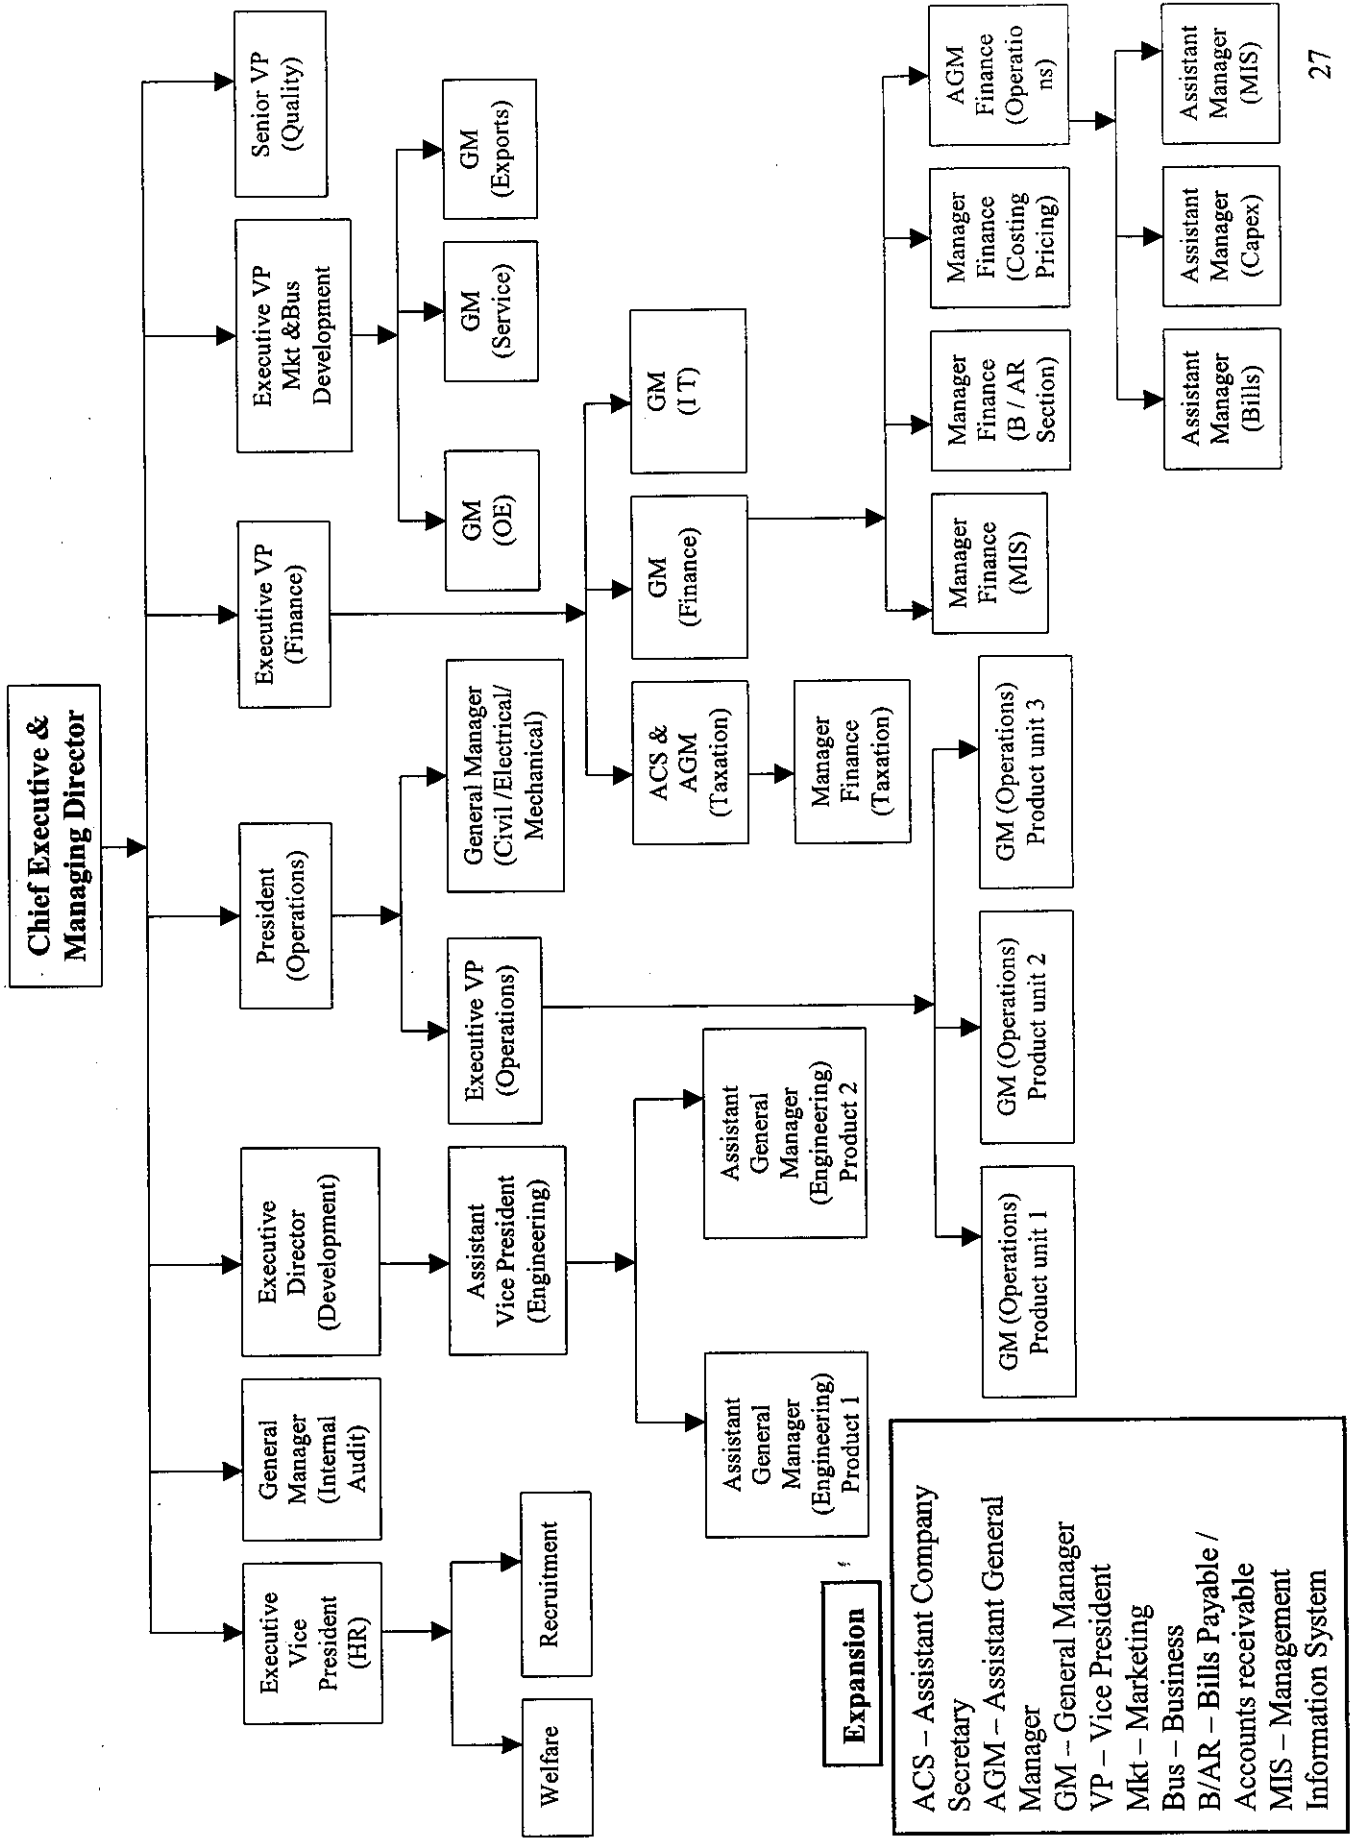 Chief Executive &
Managing Director
Executive
Vice
President
(HR)
General
Manager
(Internal
Audit)
Executive
Director
(Development)
President
(Operations)
Executive VP
(Finance)
Executive VP
Mkt &Bus
Development
Senior VP
(Quality)
Welfare
Recruitment
Assistant
Vice President
(Engineering)
Executive VP
(Operations)
General Manager
(Civil /Electrical/
Mechanical)
GM
(OE)
GM
(Service)
GM
(Exports)
Assistant
General
Manager
(Engineering)
Product 1
Assistant
General
Manager
(Engineering)
Product 2
ACS &
AGM
(Taxation)
GM
(Finance)
GM
(I T)
Manager
Finance
(Taxation)
GM (Operations)
Product unit 1
GM (Operations)
Product unit 2
GM (Operations)
Product unit 3
Manager
Finance
(MIS)
Manager
Finance
(B / AR
Section)
Manager
Finance
(Costing
Pricing)
AGM
Finance
(Operatio
ns)
Assistant
Manager
(Bills)
Assistant
Manager
(Capex)
Assistant
Manager
(MIS)
Expansion
ACS – Assistant Company
Secretary
AGM – Assistant General
Manager
GM – General Manager
VP – Vice President
Mkt – Marketing
Bus – Business
B/AR – Bills Payable /
Accounts receivable
MIS – Management
Information System
27